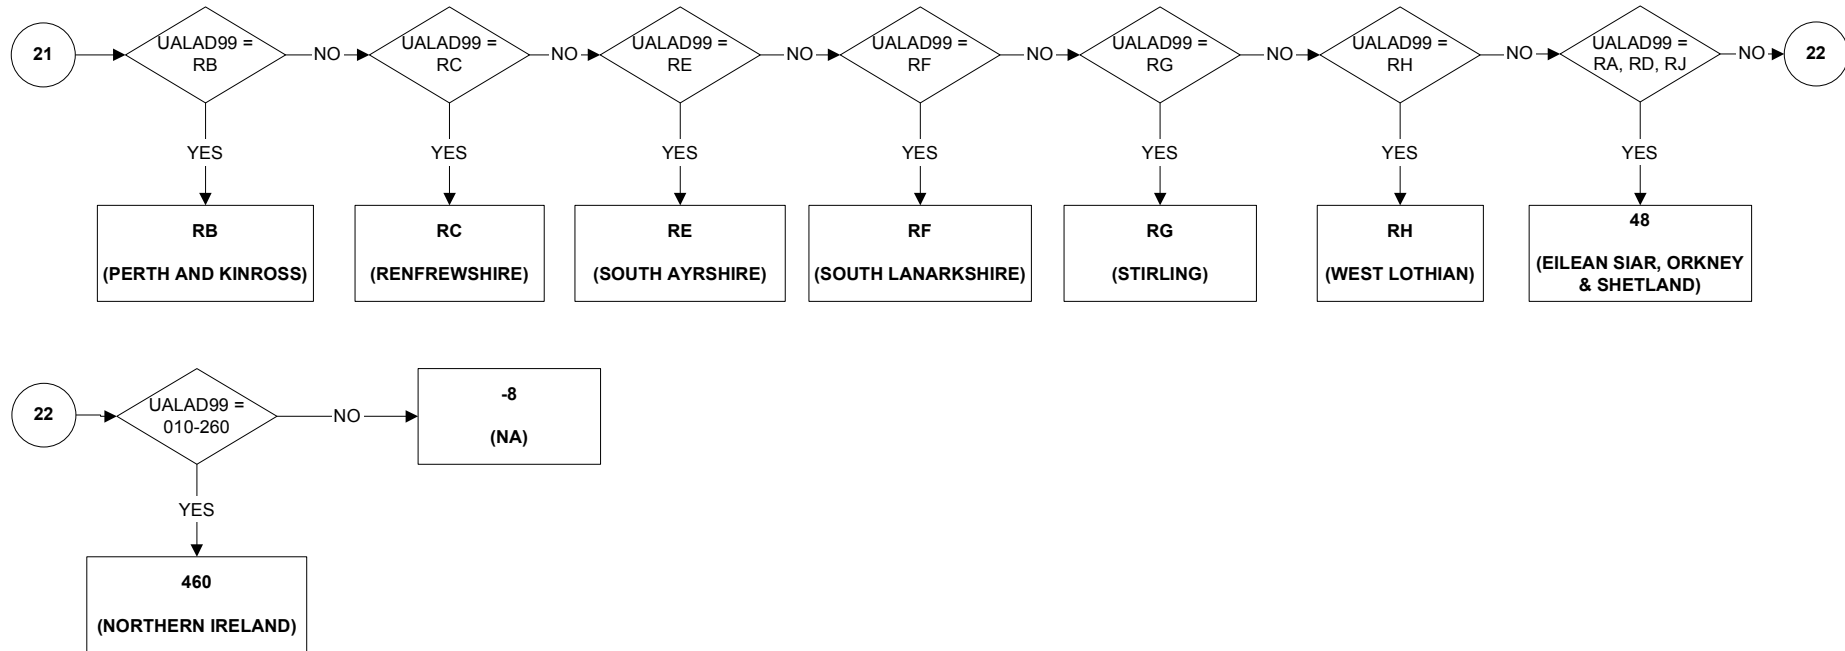 21
UALAD99 =
RB
NO
UALAD99 =
RC
NO
UALAD99 =
RE
NO
UALAD99 =
RF
NO
UALAD99 =
RG
NO
UALAD99 =
RH
NO
UALAD99 =
RA, RD, RJ
NO
22
YES
YES
YES
YES
YES
YES
YES
RB
(PERTH AND KINROSS)
RC
(RENFREWSHIRE)
RE
(SOUTH AYRSHIRE)
RF
(SOUTH LANARKSHIRE)
RG
(STIRLING)
RH
(WEST LOTHIAN)
48
(EILEAN SIAR, ORKNEY
& SHETLAND)
22
UALAD99 =
010-260
NO
-8
(NA)
YES
460
(NORTHERN IRELAND)